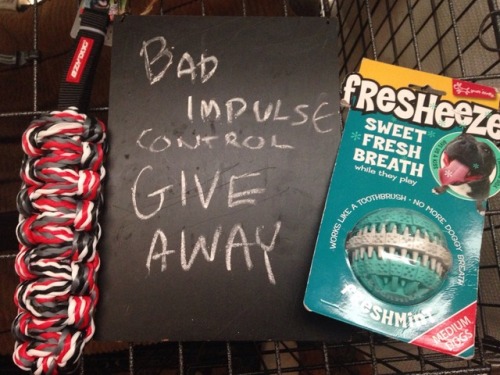 BAD
IMPULSE
CONTROL
GIVE
AWAY
FResHeeze
SWEET
FRESH
BREATH
while they play
WORKS LIKE A TOOTHBRUSH - NO MORE DOGGY BREATH
ESHMINT
MEDIUM
DOGS